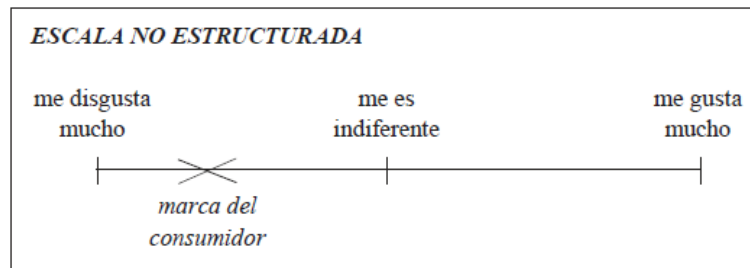 ESCALA NO ESTRUCTURADA
me disgusta
mucho
me es
indiferente
me gusta
mucho
marca del
consumidor